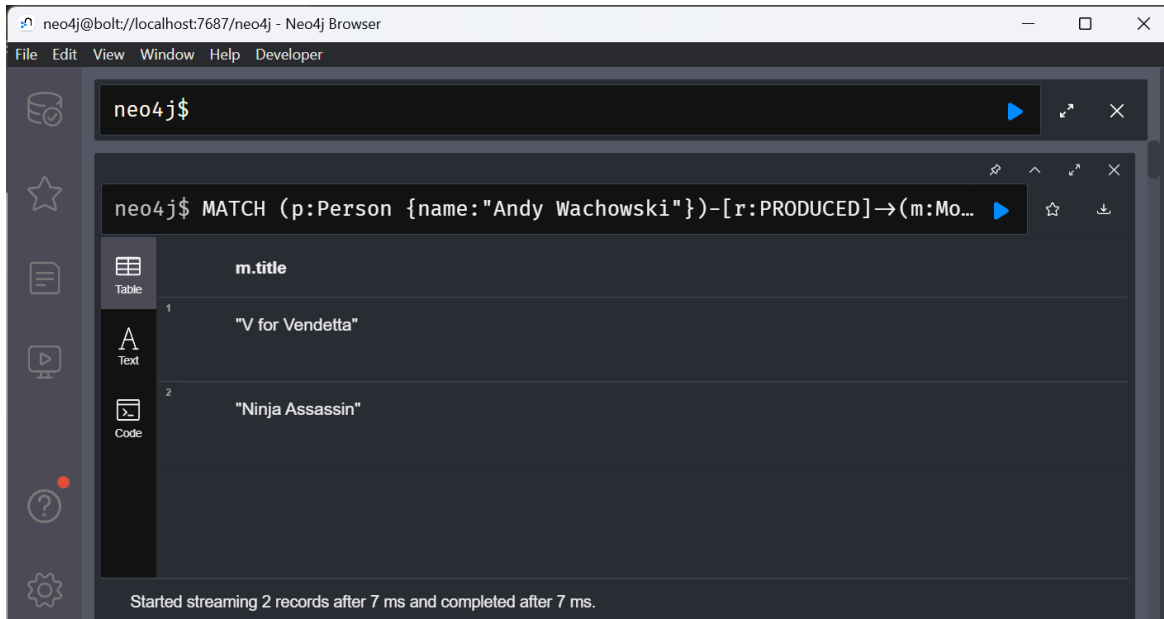 neo4j@bolt://localhost:7687/neo4j - Neo4j Browser
File Edit View Window Help Developer
neo4j$
neo4j$ MATCH (p:Person {name:"Andy Wachowski"})-[r:PRODUCED]→(m:Mo…
Table
m.title
1
"V for Vendetta"
Text
2
"Ninja Assassin"
Code
Started streaming 2 records after 7 ms and completed after 7 ms.